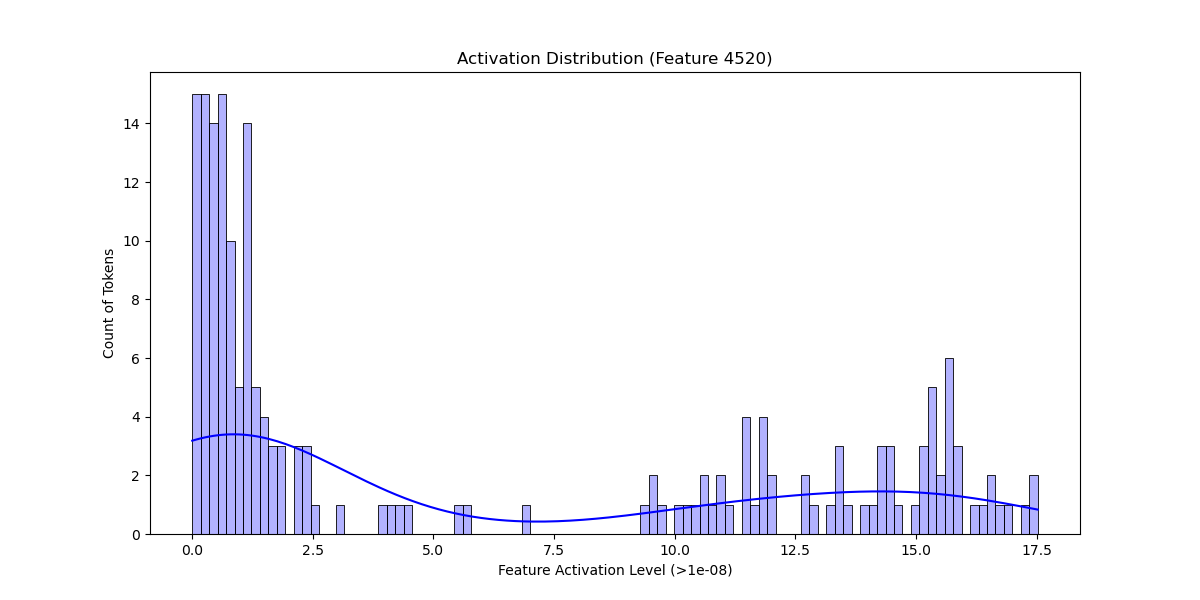 Activation Distribution (Feature 4520)
14
12
10
8
6
4
2
0
Count of Tokens
0.0 2.5 5.0 7.5 10.0 12.5 15.0 17.5
Feature Activation Level (>1e-08)